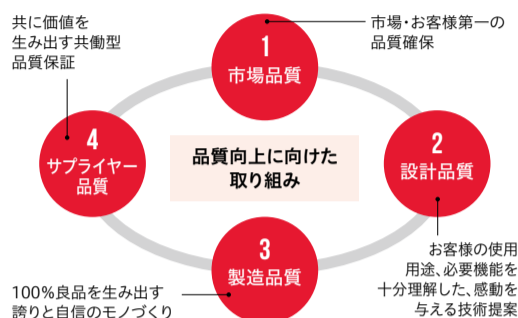 共に価値を
生み出す共働型
品質保証
1
市場品質
市場・お客様第一の
品質確保
4
サプライヤー
品質
品質向上に向けた
取り組み
2
設計品質
3
製造品質
100%良品を生み出す
誇りと自信のモノづくり
お客様の使用
用途、必要機能を
十分理解した、感動を
与える技術提案